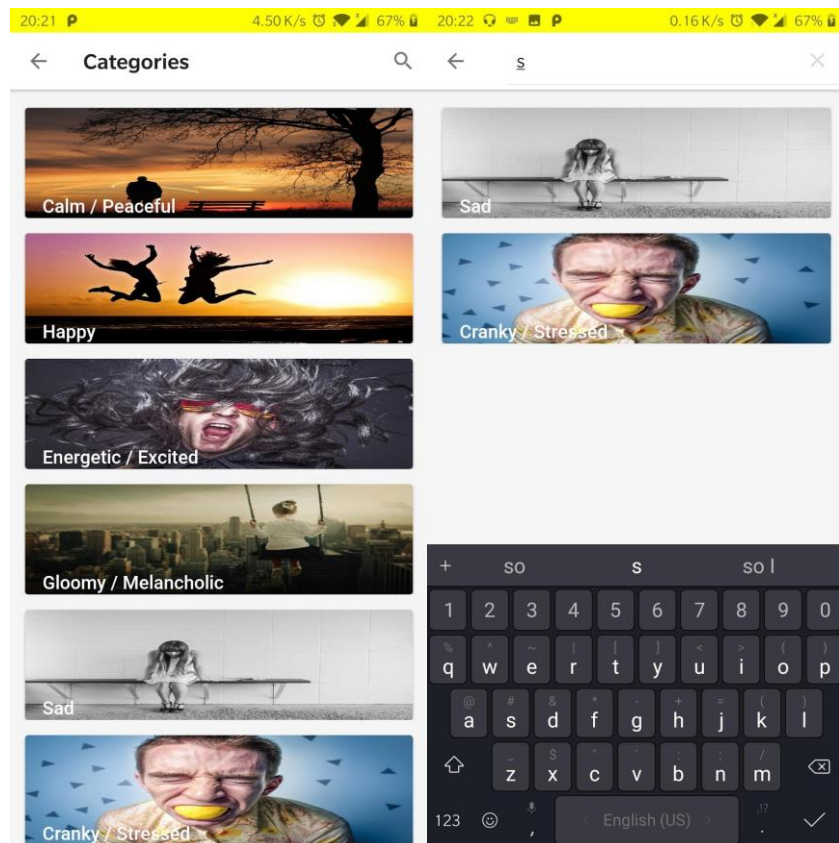 20:21 P 4.50 K/s 67%
Categories
Calm / Peaceful
Happy
Energetic / Excited
Gloomy / Melancholic
Sad
Cranky / Stressed
20:22 P 0.16 K/s 67%
s
Sad
Cranky / Stressed
+ so s so I
1 2 3 4 5 6 7 8 9 0
% ^ ~ | [ ] < > { }
q w e r t y u i o p
@ # & * - + = ( )
a s d f g h j k l
_ $ " ' : ; /
z x c v b n m
,!?
123 , < English (US) > .